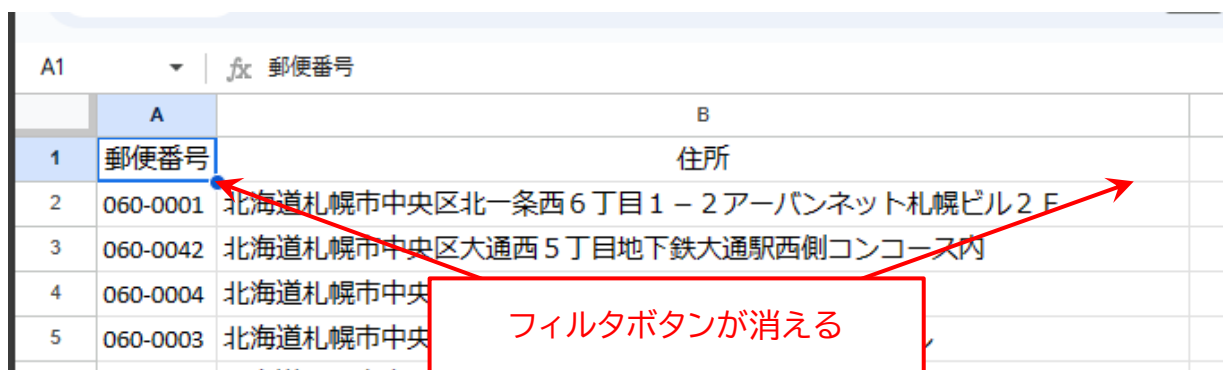 A1 fx 郵便番号
A B
1 郵便番号 住所
2 060-0001 北海道札幌市中央区北一条西６丁目１－２アーバンネット札幌ビル２Ｆ
3 060-0042 北海道札幌市中央区大通西５丁目地下鉄大通駅西側コンコース内
4 060-0004 北海道札幌市中央
5 060-0003 北海道札幌市中央
フィルタボタンが消える